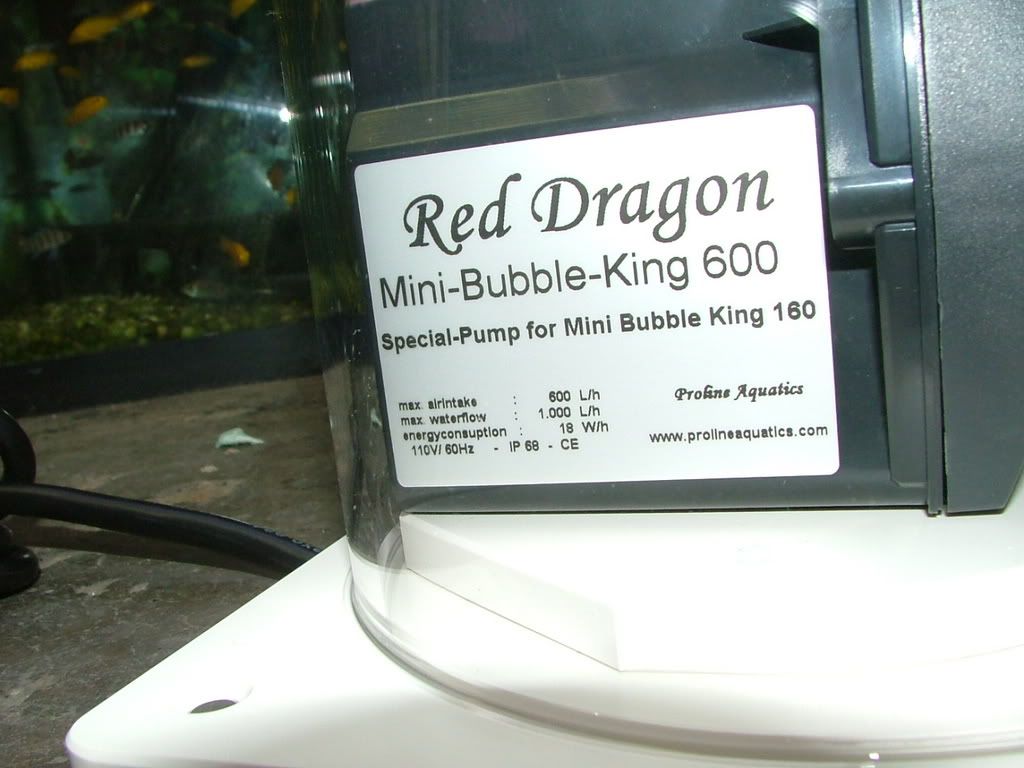 Red Dragon
Mini-Bubble-King 600
Special-Pump for Mini Bubble King 160
max. airintake : 600 L/h
max. waterflow : 1.000 L/h
energyconsuption : 18 W/h
110V/ 60Hz - IP 68 - CE
Proline Aquatics
www.prolineaquatics.com